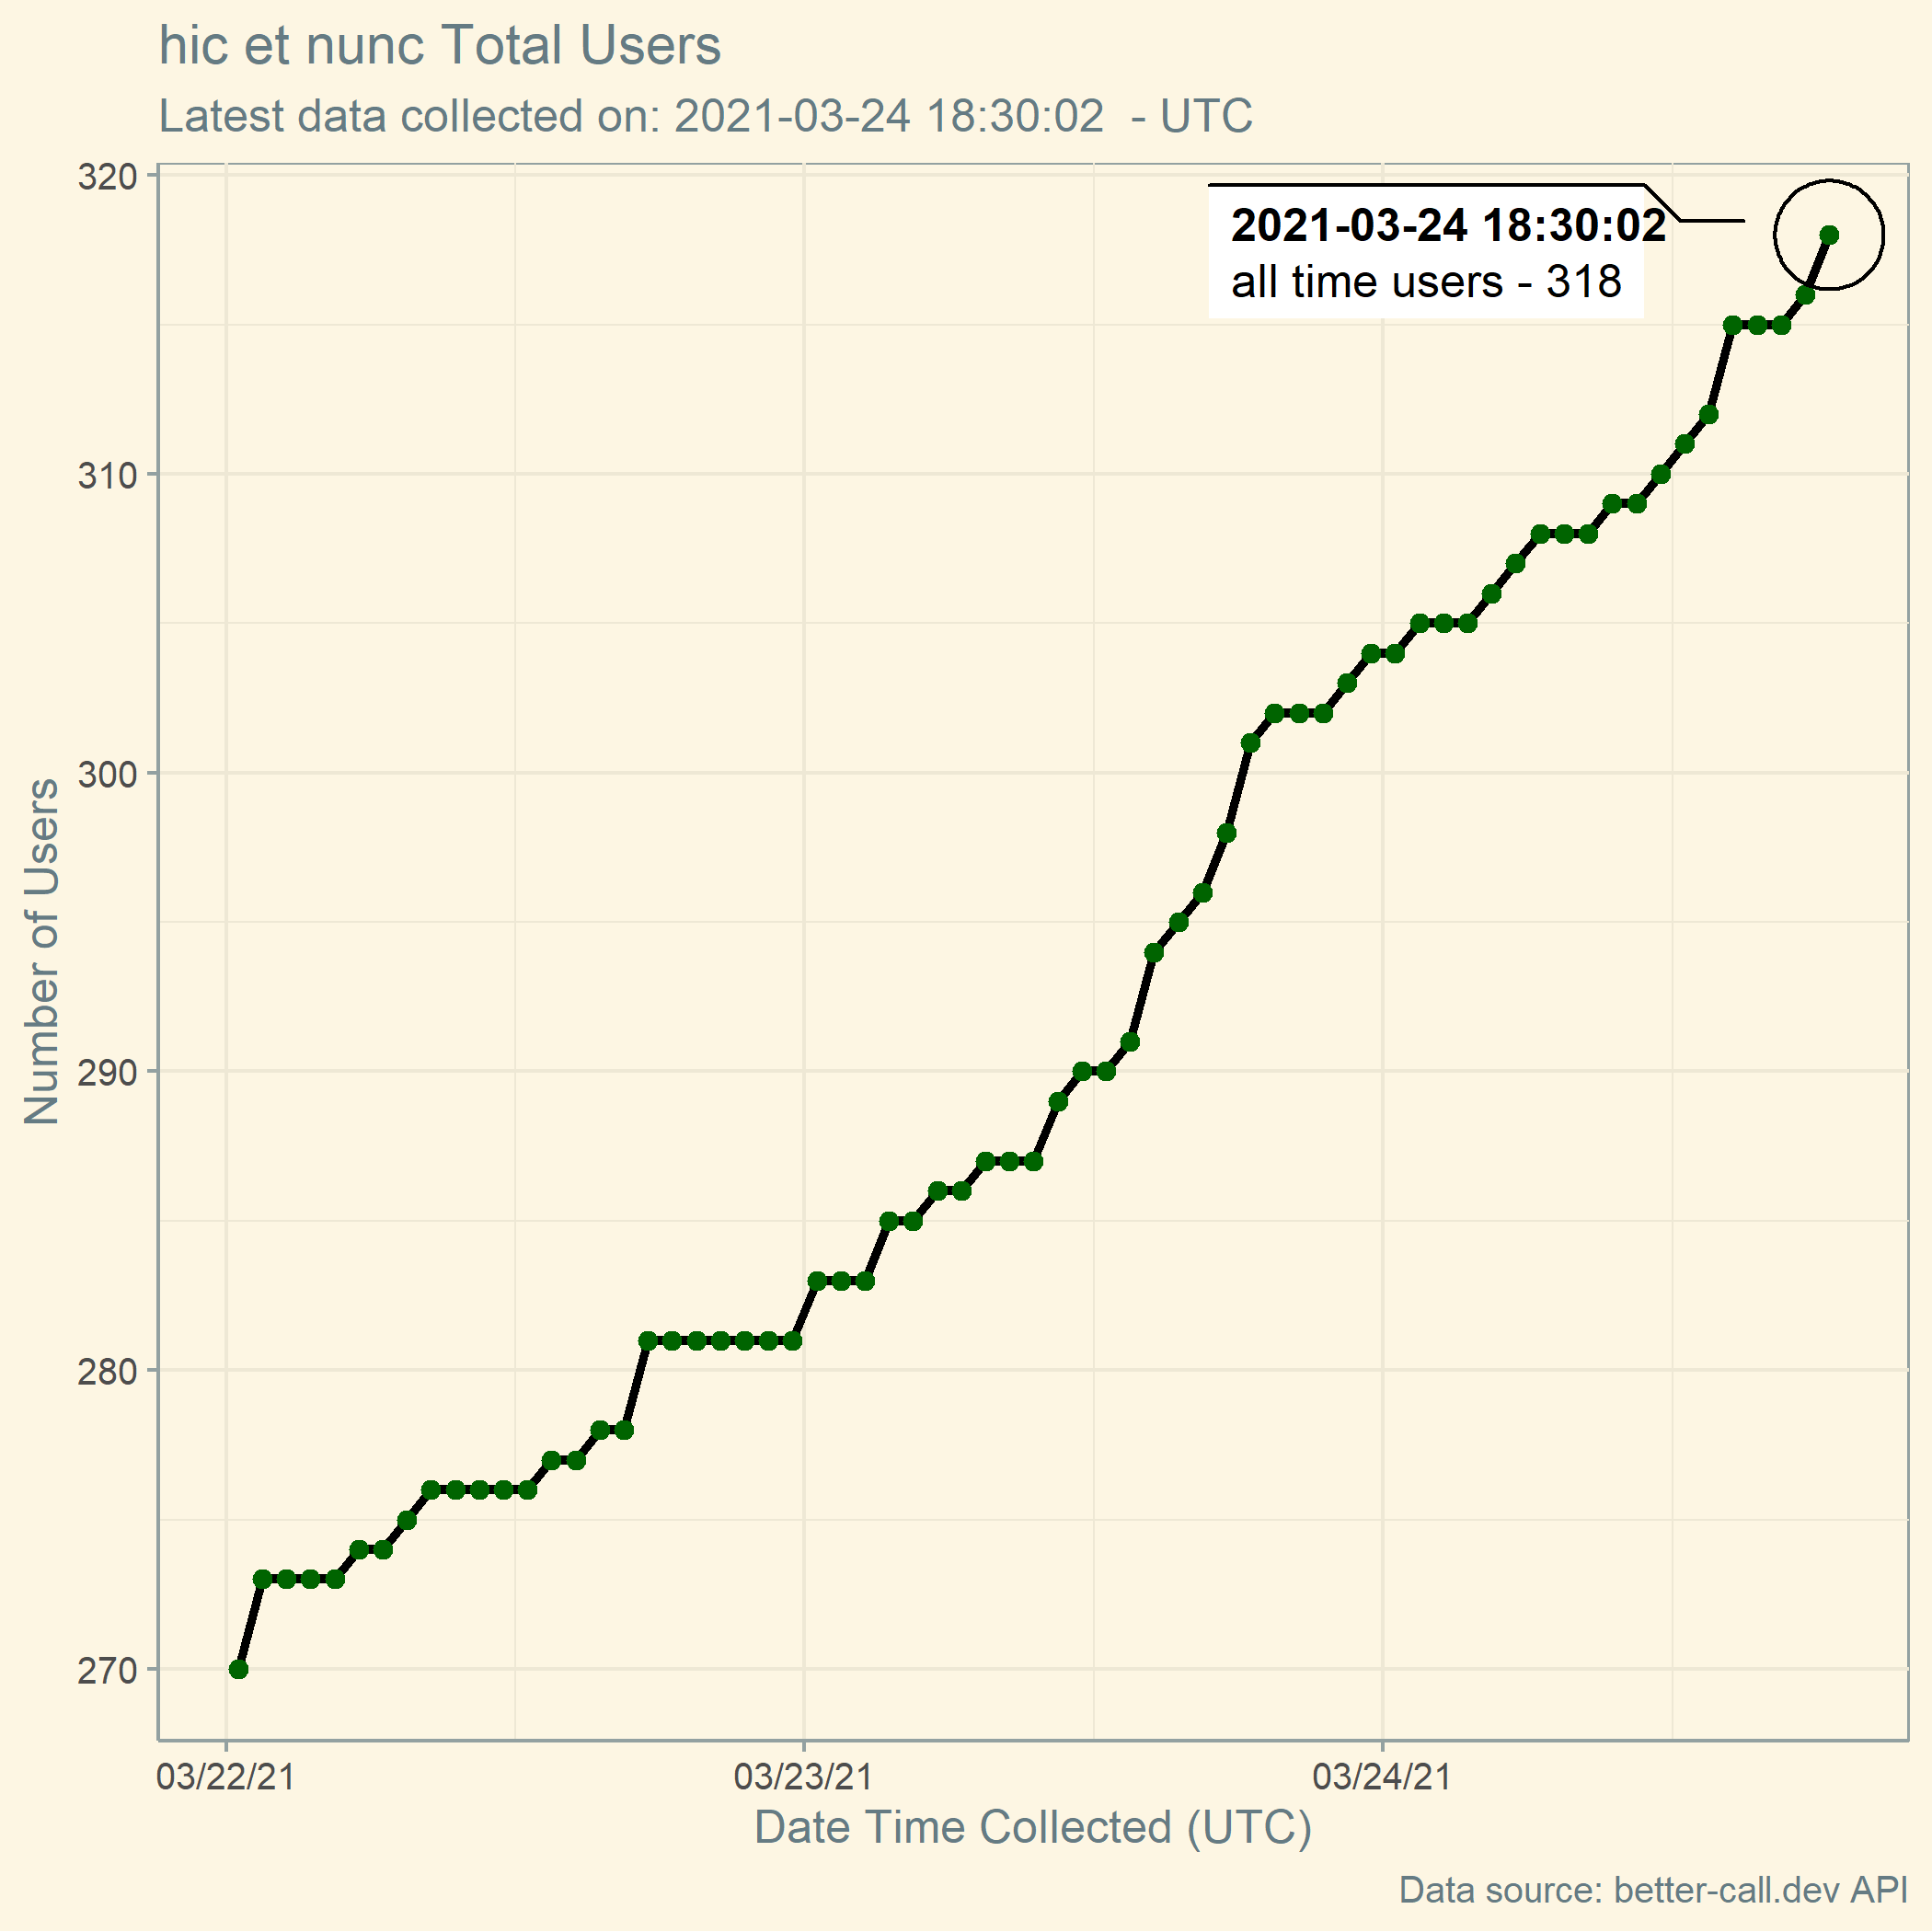 hic et nunc Total Users
Latest data collected on: 2021-03-24 18:30:02  - UTC
320
2021-03-24 18:30:02
all time users - 318
310
300
290
280
270
Number of Users
03/22/21
03/23/21
03/24/21
Date Time Collected (UTC)
Data source: better-call.dev API